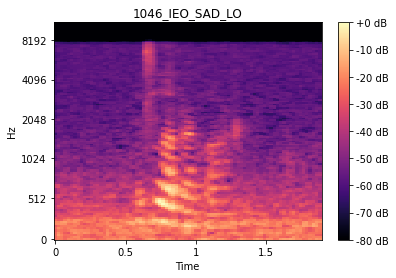 1046_IEO_SAD_LO
+0 dB
8192
-10 dB
4096
-20 dB
-30 dB
2048
Hz
-40 dB
1024
-50 dB
512
-60 dB
-70 dB
0
-80 dB
0 0.5 1 1.5
Time